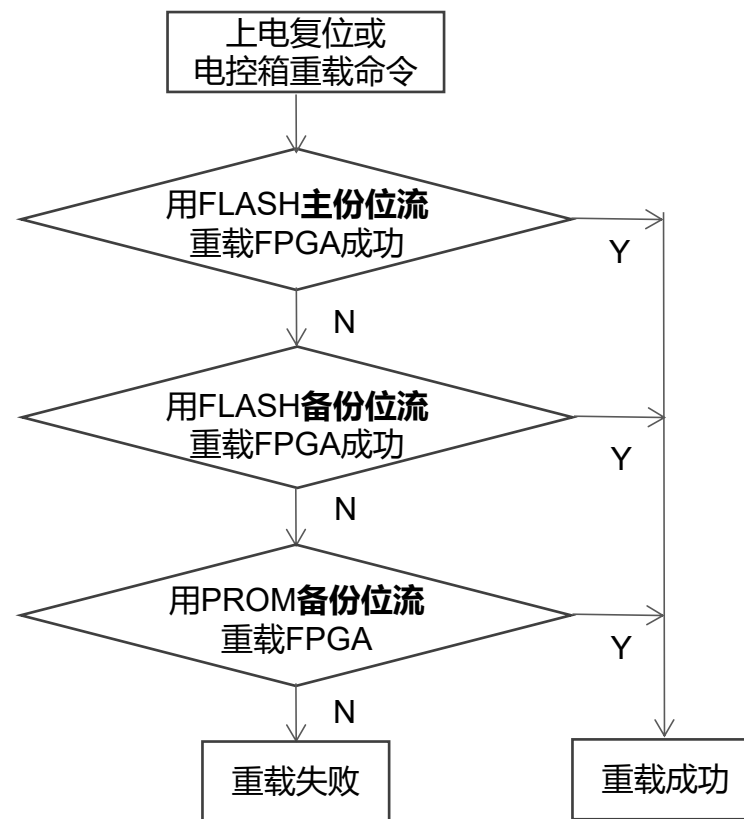 上电复位或
电控箱重载命令
用FLASH主份位流
重载FPGA成功
Y
N
用FLASH备份位流
重载FPGA成功
Y
N
用PROM备份位流
重载FPGA
Y
N
重载失败
重载成功